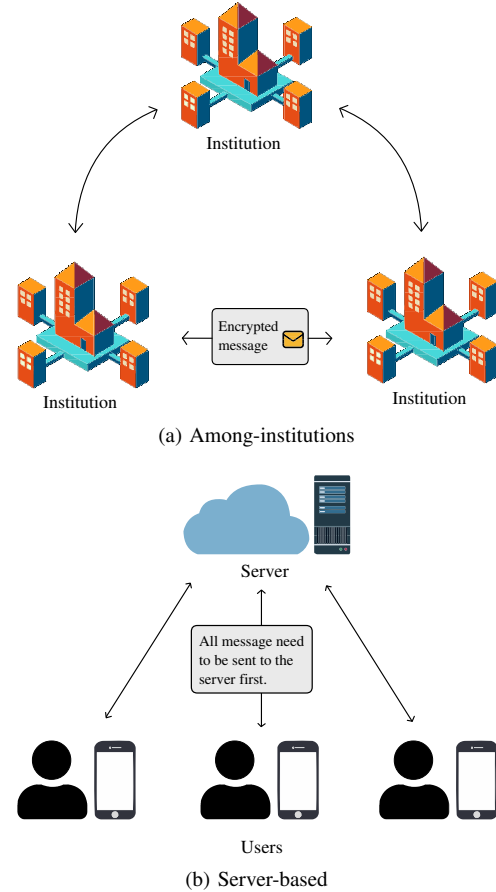 Institution
Encrypted
message
Institution
Institution
(a) Among-institutions
Server
All message need
to be sent to the
server first.
Users
(b) Server-based